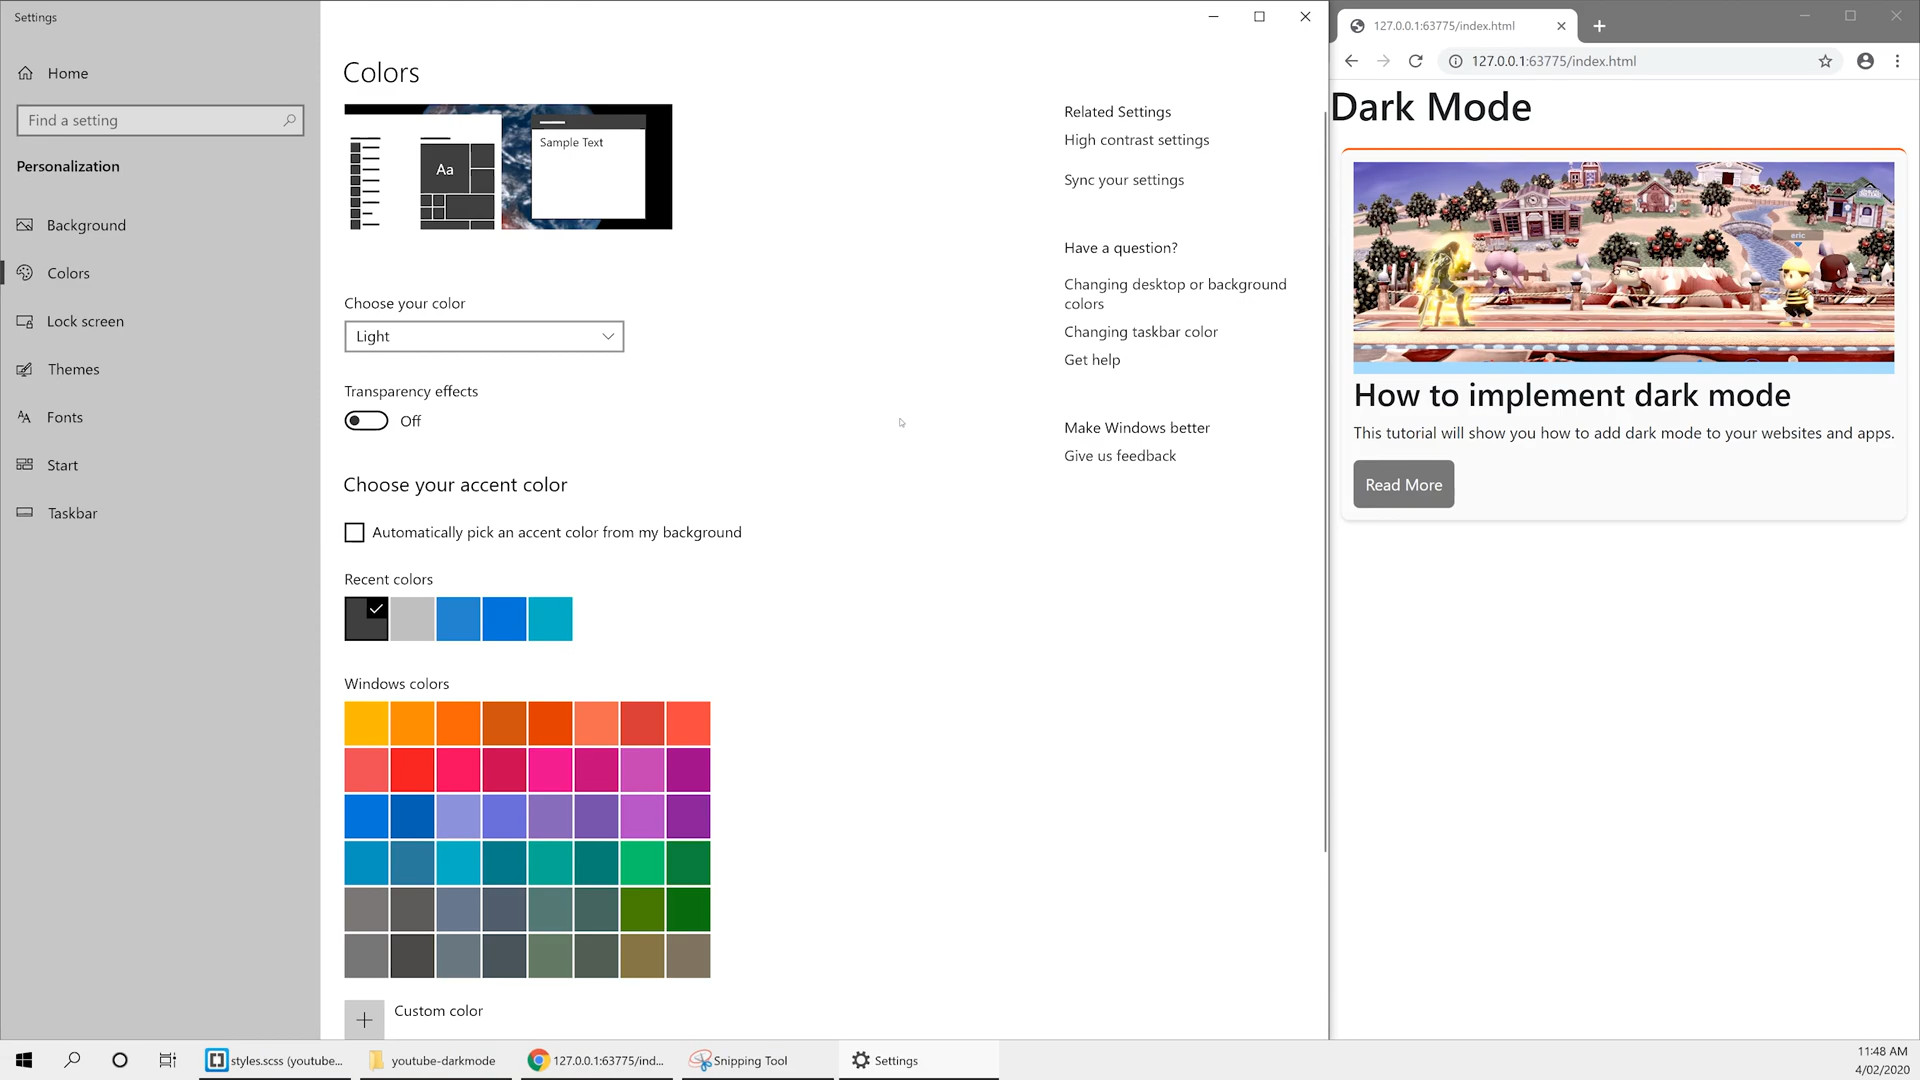 Settings
Home
Find a setting
Personalization
Background
Colors
Lock screen
Themes
Fonts
Start
Taskbar
Colors
Aa
Sample Text
Choose your color
Light
Transparency effects
Off
Choose your accent color
Automatically pick an accent color from my background
Recent colors
Windows colors
Custom color
Related Settings
High contrast settings
Sync your settings
Have a question?
Changing desktop or background
colors
Changing taskbar color
Get help
Make Windows better
Give us feedback
127.0.0.1:63775/index.html
127.0.0.1:63775/index.html
Dark Mode
eric
How to implement dark mode
This tutorial will show you how to add dark mode to your websites and apps.
Read More
styles.scss (youtube...
youtube-darkmode
127.0.0.1:63775/ind...
Snipping Tool
Settings
11:48 AM
4/02/2020